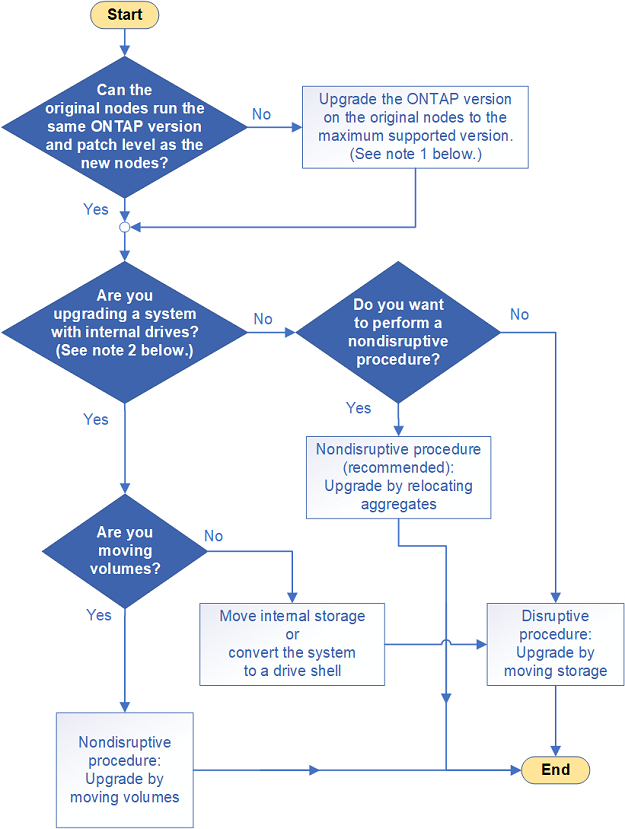 Start
Can the
original nodes run the
same ONTAP version
and patch level as the
new nodes?
No
Upgrade the ONTAP version
on the original nodes to the
maximum supported version.
(See note 1 below.)
Yes
Are you
upgrading a system
with internal drives?
(See note 2 below.)
No
Do you want
to perform a
nondisruptive
procedure?
No
Yes
Yes
Nondisruptive procedure
(recommended):
Upgrade by relocating
aggregates
Are you
moving
volumes?
No
Yes
Move internal storage
or
convert the system
to a drive shell
Disruptive
procedure:
Upgrade by
moving storage
Nondisruptive
procedure:
Upgrade by
moving volumes
End